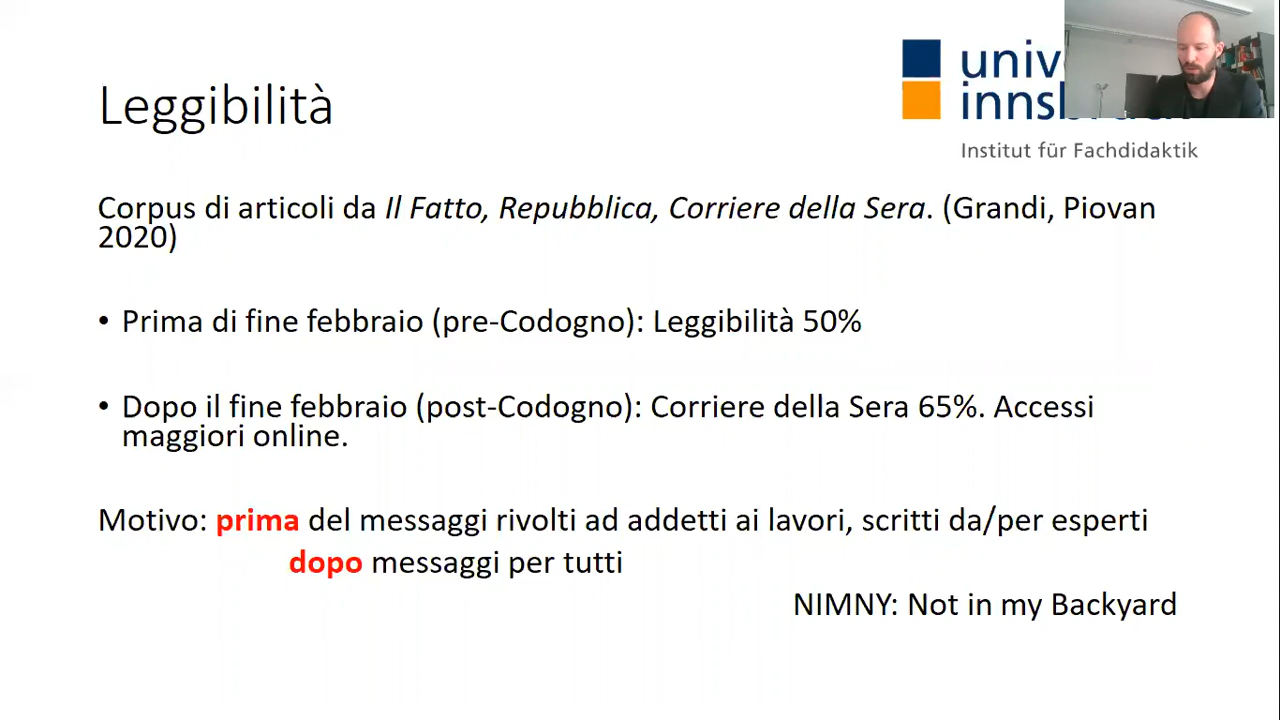 Leggibilità
univ
inns
Institut für Fachdidaktik
Corpus di articoli da Il Fatto, Repubblica, Corriere della Sera. (Grandi, Piovan
2020)
• Prima di fine febbraio (pre-Codogno): Leggibilità 50%
• Dopo il fine febbraio (post-Codogno): Corriere della Sera 65%. Accessi
maggiori online.
Motivo: prima del messaggi rivolti ad addetti ai lavori, scritti da/per esperti
dopo messaggi per tutti
NIMNY: Not in my Backyard